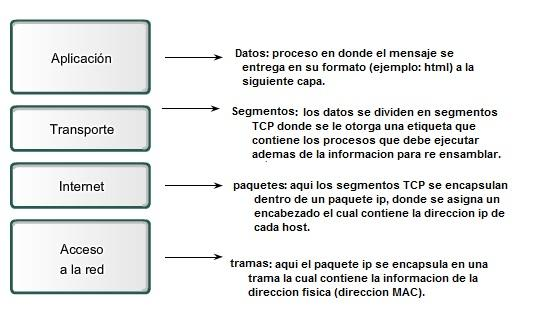 Aplicación
Datos: proceso en donde el mensaje se
entrega en su formato (ejemplo: html) a la
siguiente capa.
Transporte
Segmentos: los datos se dividen en segmentos
TCP donde se le otorga una etiqueta que
contiene los procesos que debe ejecutar
ademas de la informacion para re ensamblar.
Internet
paquetes: aqui los segmentos TCP se encapsulan
dentro de un paquete ip, donde se asigna un
encabezado el cual contiene la direccion ip de
cada host.
Acceso
a la red
tramas: aqui el paquete ip se encapsula en una
trama la cual contiene la informacion de la
direccion fisica (direccion MAC).